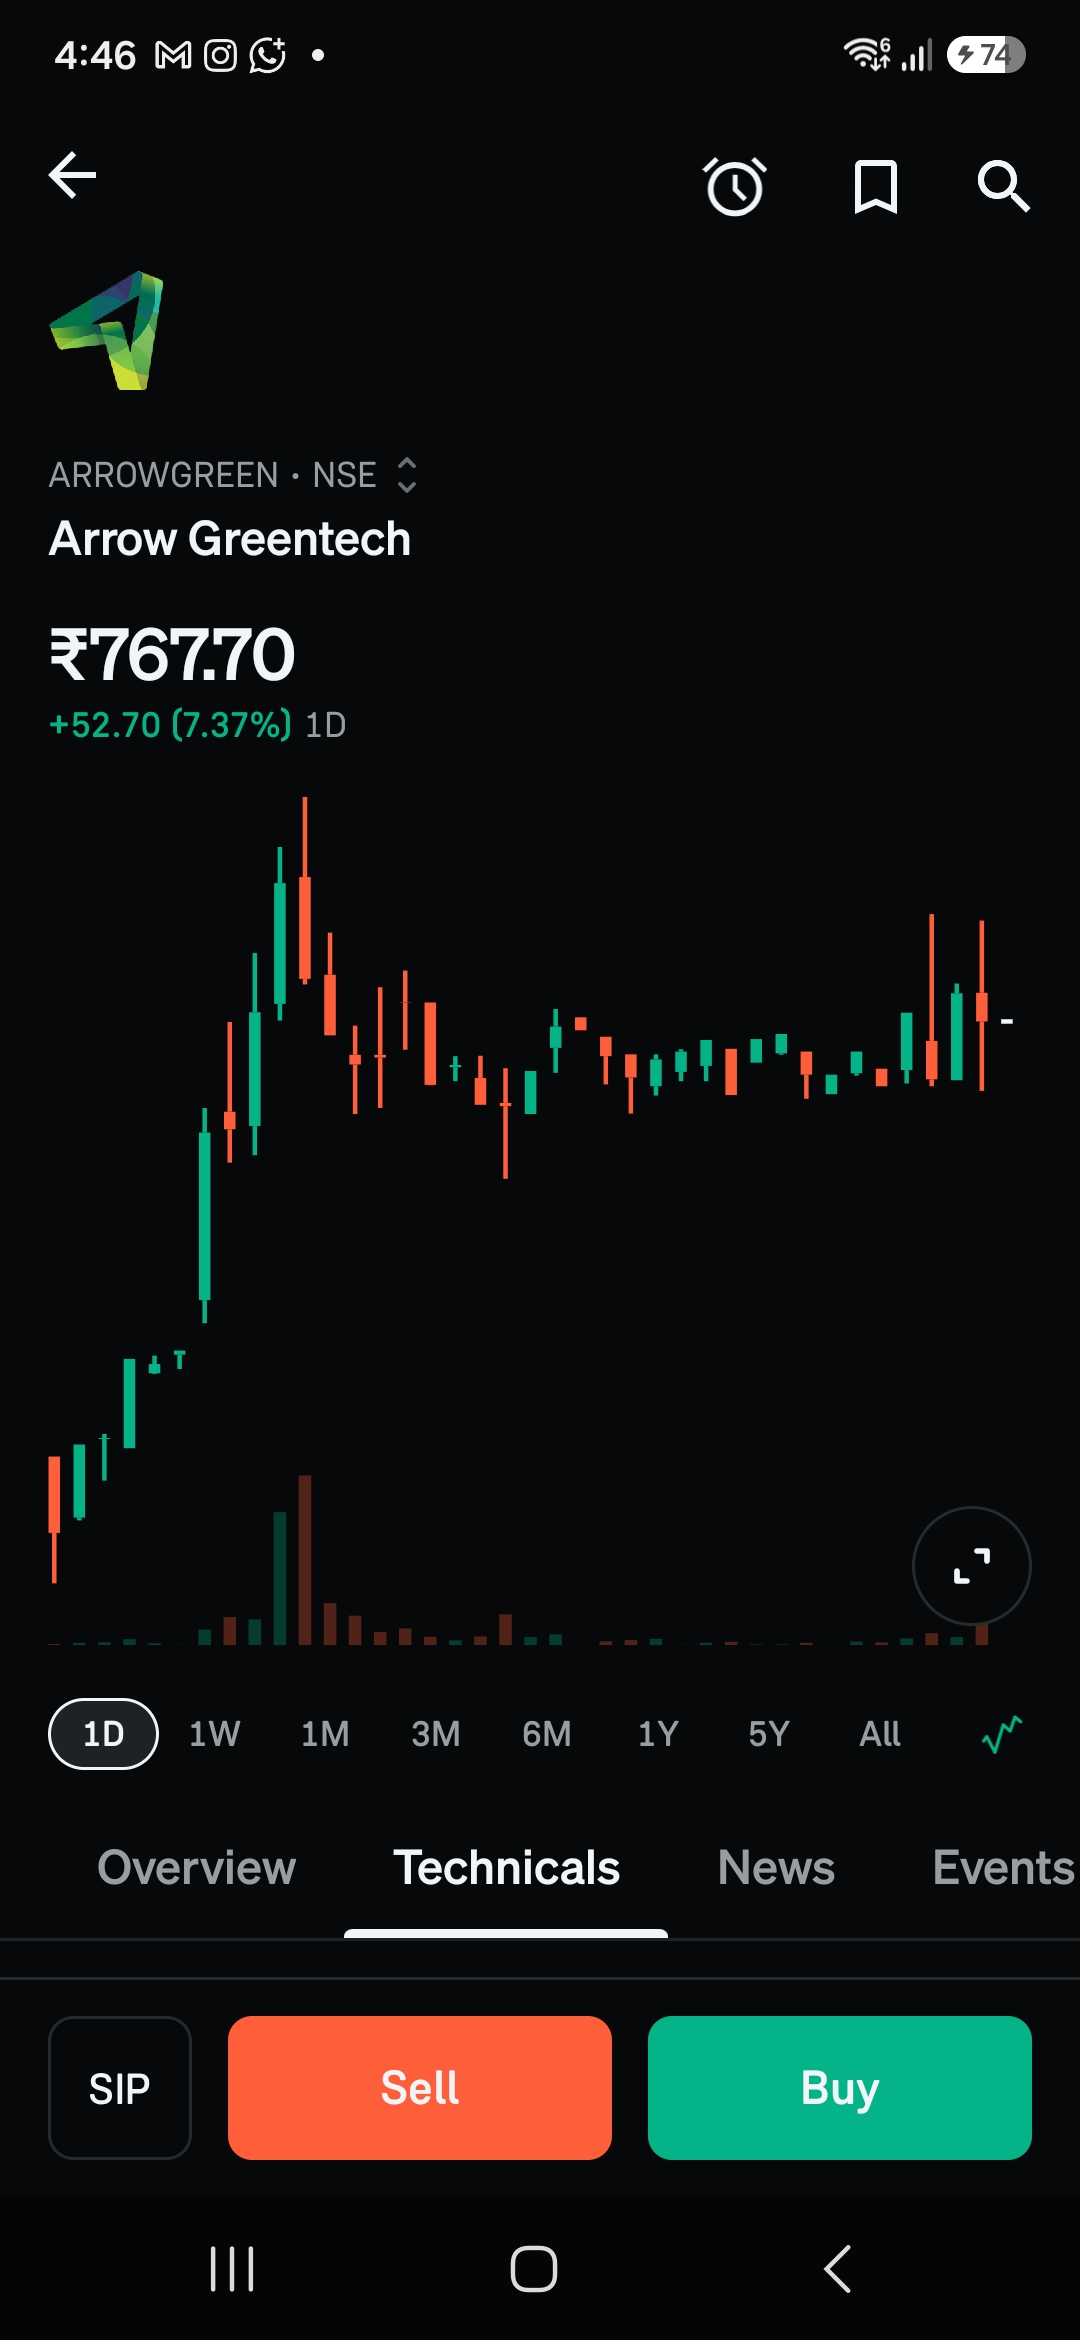 4:46
6
74
ARROWGREEN · NSE
Arrow Greentech
₹767.70
+52.70 (7.37%) 1D
1D 1W 1M 3M 6M 1Y 5Y All
Overview Technicals News Events
SIP Sell Buy